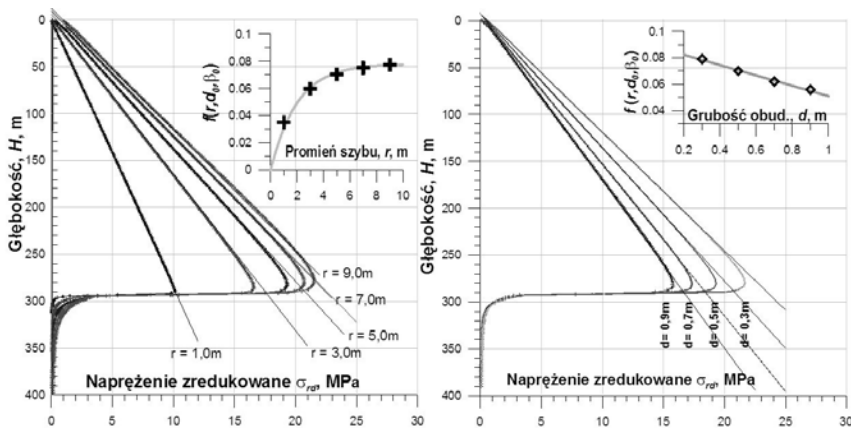 0
50
100
150
200
250
300
350
400
Głębokość, H, m
0
5
10
15
20
25
30
Naprężenie zredukowane σrd, MPa
r = 9,0m
r = 7,0m
r = 5,0m
r = 3,0m
r = 1,0m
f(r,d₀,β₀)
0.1
0.08
0.06
0.04
0.02
0
Promień szybu, r, m
0 2 4 6 8 10
0
50
100
150
200
250
300
350
400
Głębokość, H, m
0
5
10
15
20
25
30
Naprężenie zredukowane σrd, MPa
d= 0,9m
d= 0,7m
d= 0,5m
d= 0,3m
f (r,d₀,β₀)
0.1
0.08
0.06
0.04
Grubość obud., d, m
0.2 0.4 0.6 0.8 1